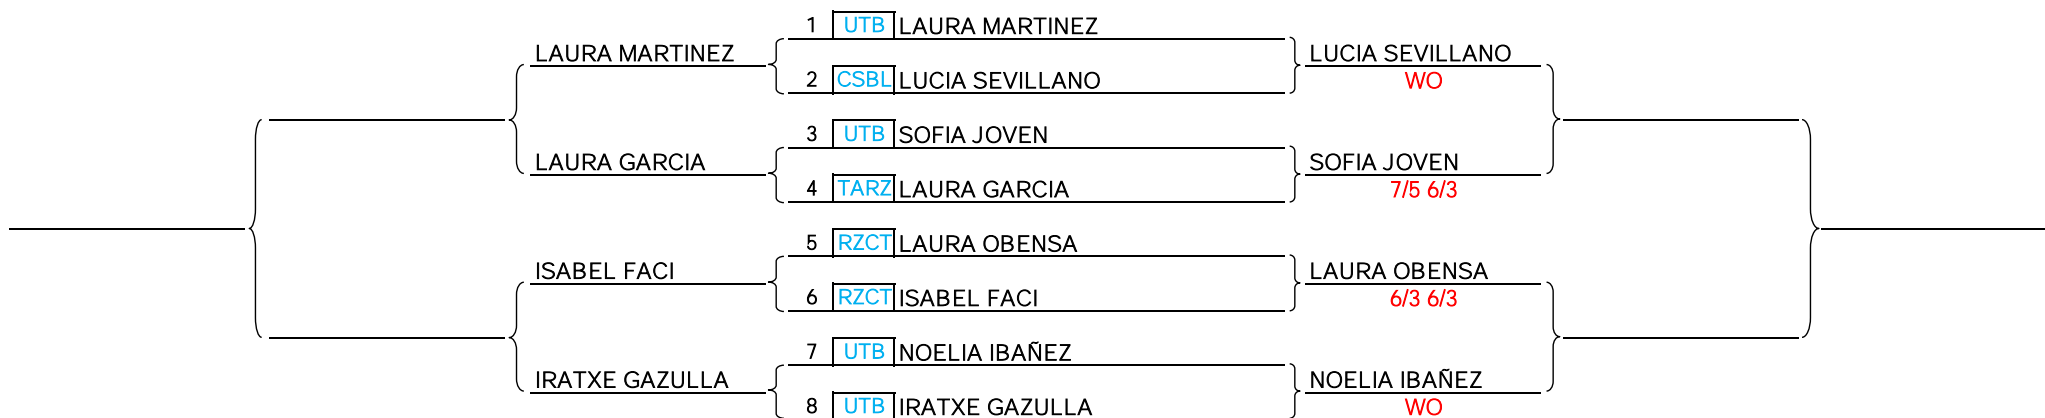 1 UTB LAURA MARTINEZ
LAURA MARTINEZ LUCIA SEVILLANO
2 CSBL LUCIA SEVILLANO WO
3 UTB SOFIA JOVEN
LAURA GARCIA SOFIA JOVEN
4 TARZ LAURA GARCIA 7/5 6/3
5 RZCT LAURA OBENSA
ISABEL FACI LAURA OBENSA
6 RZCT ISABEL FACI 6/3 6/3
7 UTB NOELIA IBAÑEZ
IRATXE GAZULLA NOELIA IBAÑEZ
8 UTB IRATXE GAZULLA WO